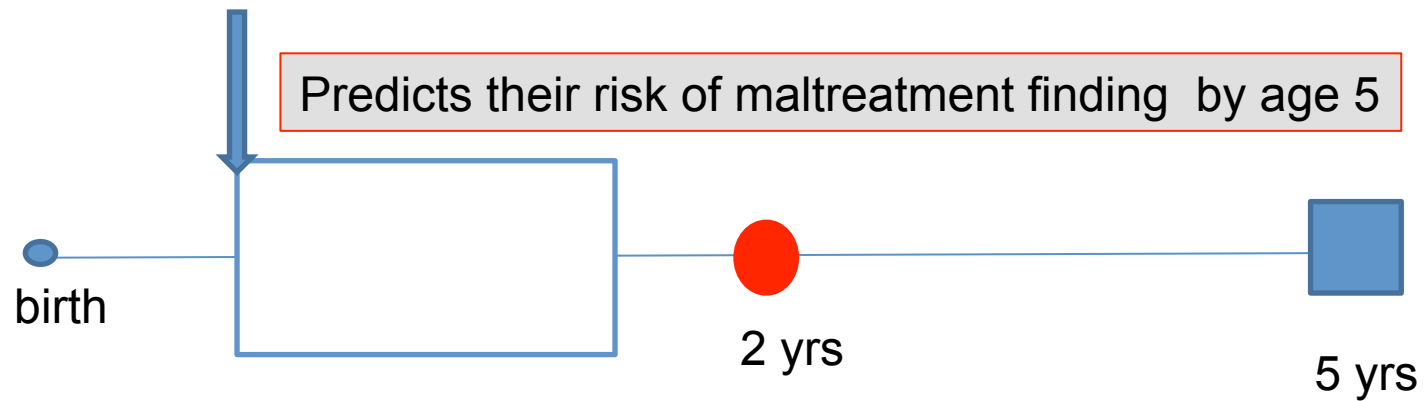 Predicts their risk of maltreatment finding  by age 5
birth
2 yrs
5 yrs